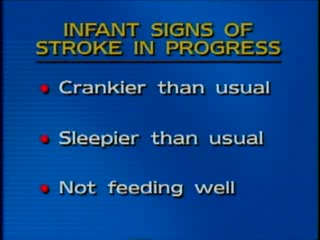 INFANT SIGNS OF
STROKE IN PROGRESS
Crankier than usual
Sleepier than usual
Not feeding well